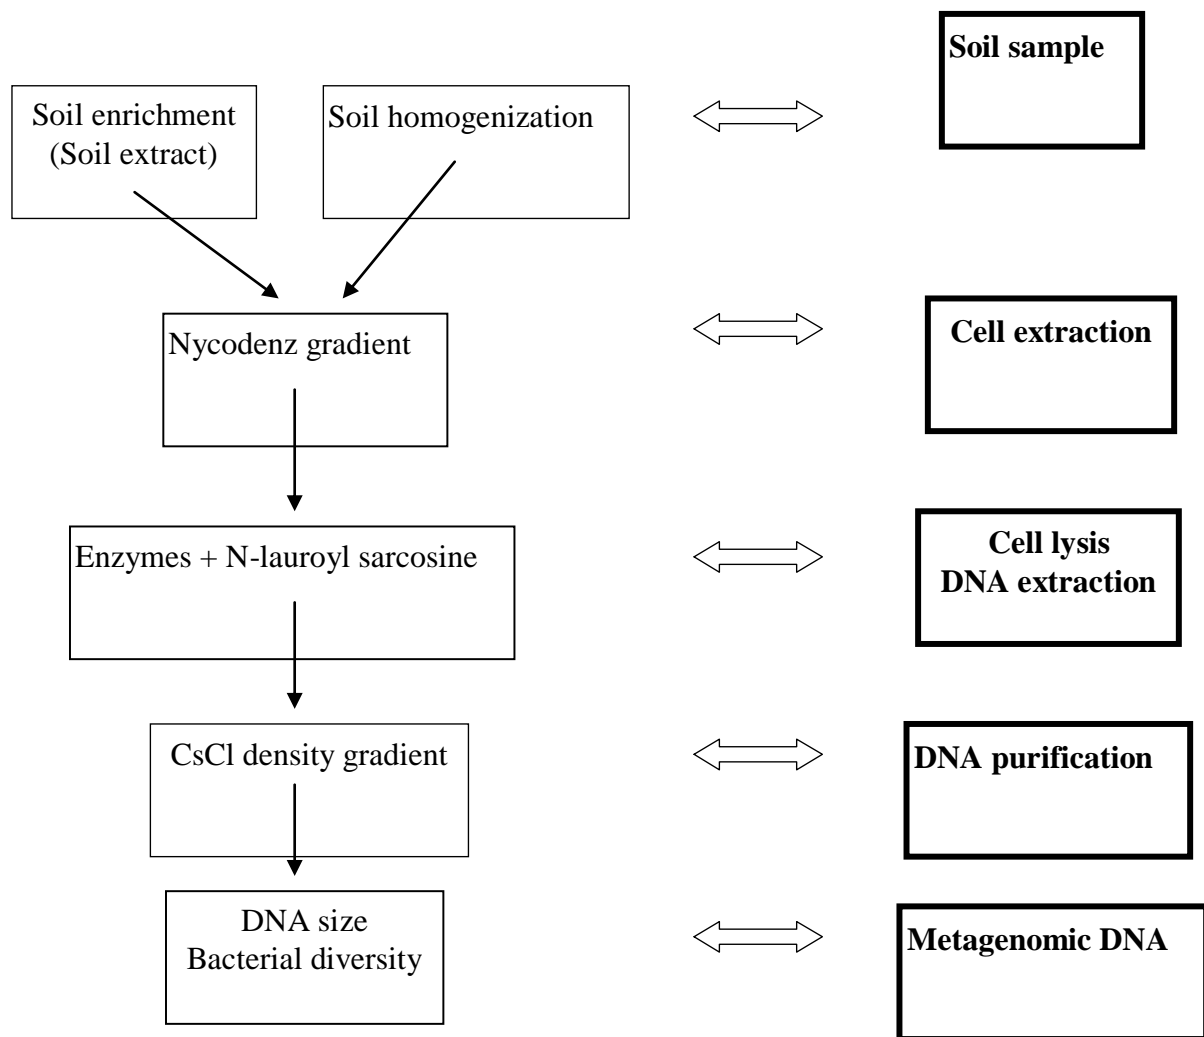 Soil sample
Soil enrichment
(Soil extract)
Soil homogenization
Nycodenz gradient
Cell extraction
Enzymes + N-lauroyl sarcosine
Cell lysis
DNA extraction
CsCl density gradient
DNA purification
DNA size
Bacterial diversity
Metagenomic DNA